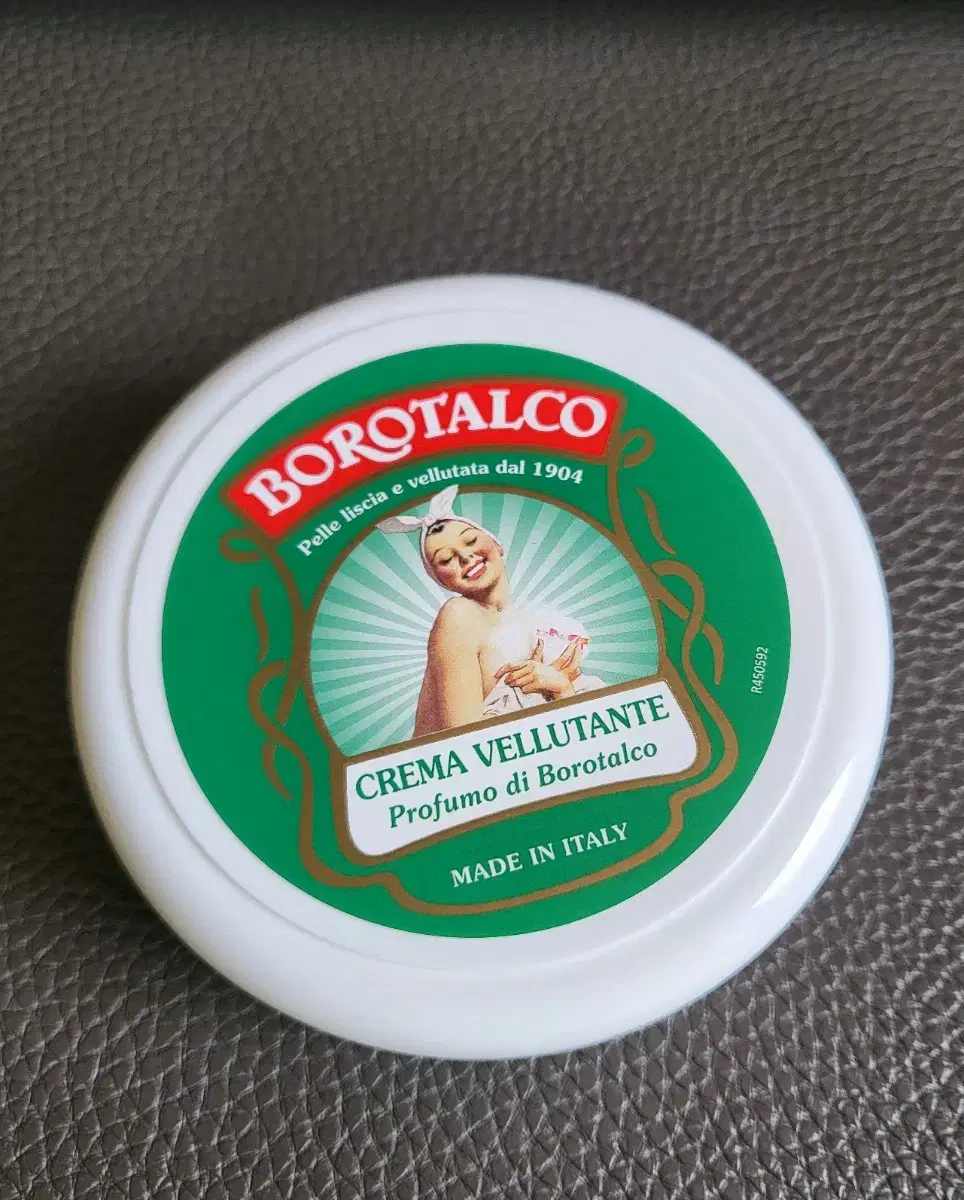 BOROTALCO
Pelle liscia e vellutata dal 1904
CREMA VELLUTANTE
Profumo di Borotalco
MADE IN ITALY
R450592